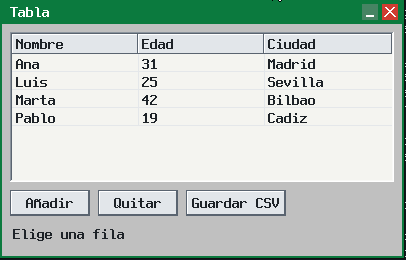 Tabla
Nombre Edad Ciudad
Ana 31 Madrid
Luis 25 Sevilla
Marta 42 Bilbao
Pablo 19 Cadiz
Añadir Quitar Guardar CSV
Elige una fila